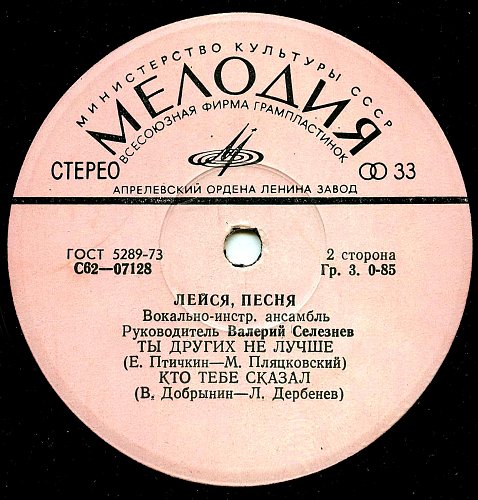 МИНИСТЕРСТВО КУЛЬТУРЫ СССР
МЕЛОДИЯ
ВСЕСОЮЗНАЯ ФИРМА ГРАМПЛАСТИНОК
СТЕРЕО 33
АПРЕЛЕВСКИЙ ОРДЕНА ЛЕНИНА ЗАВОД
ГОСТ 5289-73 2 сторона
С62—07128 Гр. 3. 0-85
ЛЕЙСЯ, ПЕСНЯ
Вокально-инстр. ансамбль
Руководитель Валерий Селезнев
ТЫ ДРУГИХ НЕ ЛУЧШЕ
(Е. Птичкин—М. Пляцковский)
КТО ТЕБЕ СКАЗАЛ
(В. Добрынин—Л. Дербенев)